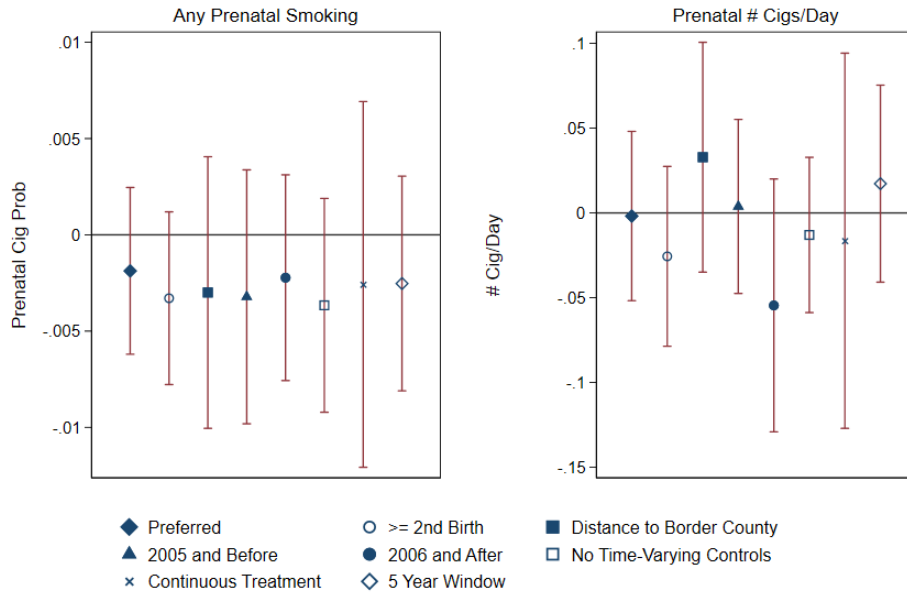 Any Prenatal Smoking
Prenatal # Cigs/Day
.01
.005
0
-.005
-.01
Prenatal Cig Prob
.1
.05
0
-.05
-.1
-.15
# Cig/Day
Preferred
>= 2nd Birth
Distance to Border County
2005 and Before
2006 and After
No Time-Varying Controls
Continuous Treatment
5 Year Window